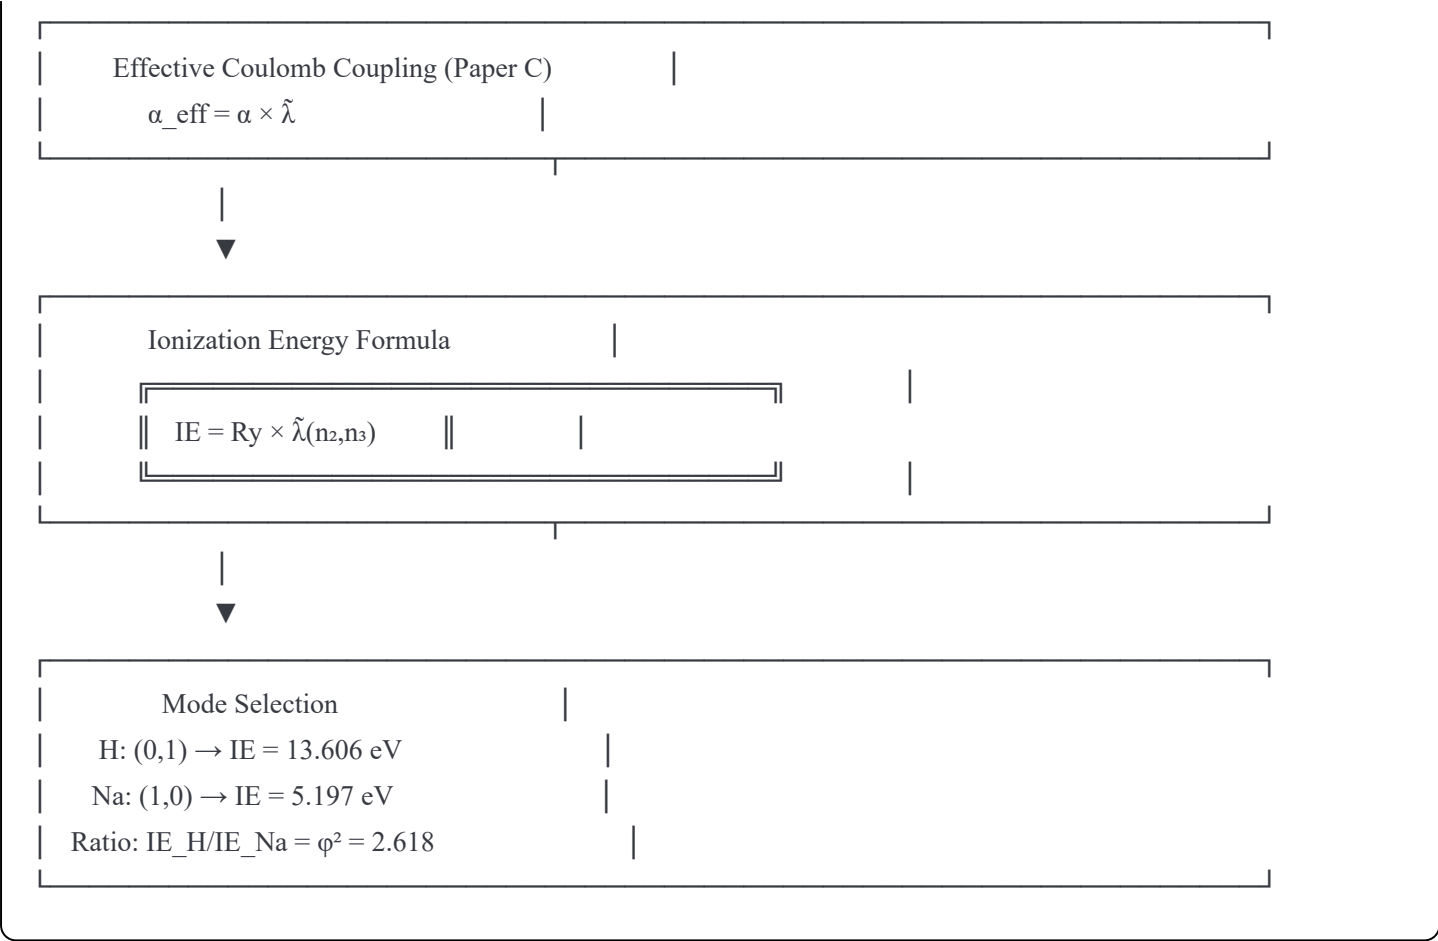 Effective Coulomb Coupling (Paper C)
α_eff = α × λ̃
▼
Ionization Energy Formula
IE = Ry × λ̃(n₂,n₃)
▼
Mode Selection
H: (0,1) → IE = 13.606 eV
Na: (1,0) → IE = 5.197 eV
Ratio: IE_H/IE_Na = φ² = 2.618